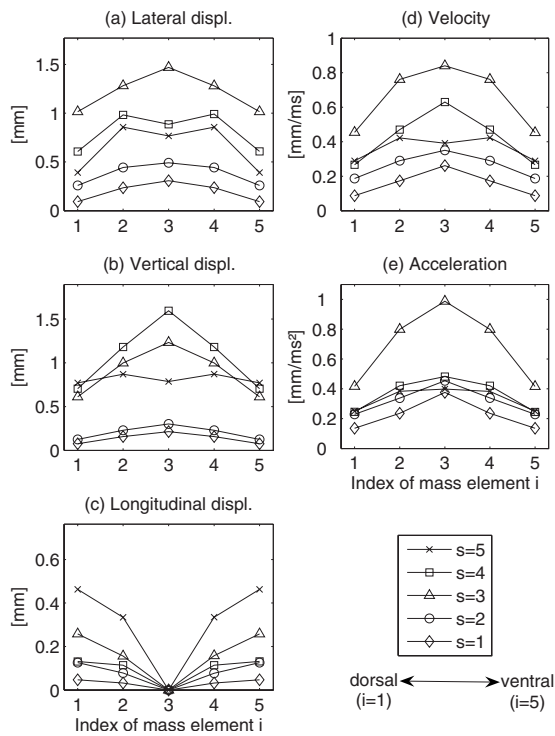 (a) Lateral displ.
[mm]
1.5
1
0.5
0
1 2 3 4 5
(b) Vertical displ.
[mm]
1.5
1
0.5
0
1 2 3 4 5
(c) Longitudinal displ.
[mm]
0.6
0.4
0.2
0
1 2 3 4 5
Index of mass element i
(d) Velocity
[mm/ms]
1
0.8
0.6
0.4
0.2
0
1 2 3 4 5
(e) Acceleration
[mm/ms²]
1
0.8
0.6
0.4
0.2
0
1 2 3 4 5
Index of mass element i
s=5
s=4
s=3
s=2
s=1
dorsal ventral
(i=1) (i=5)